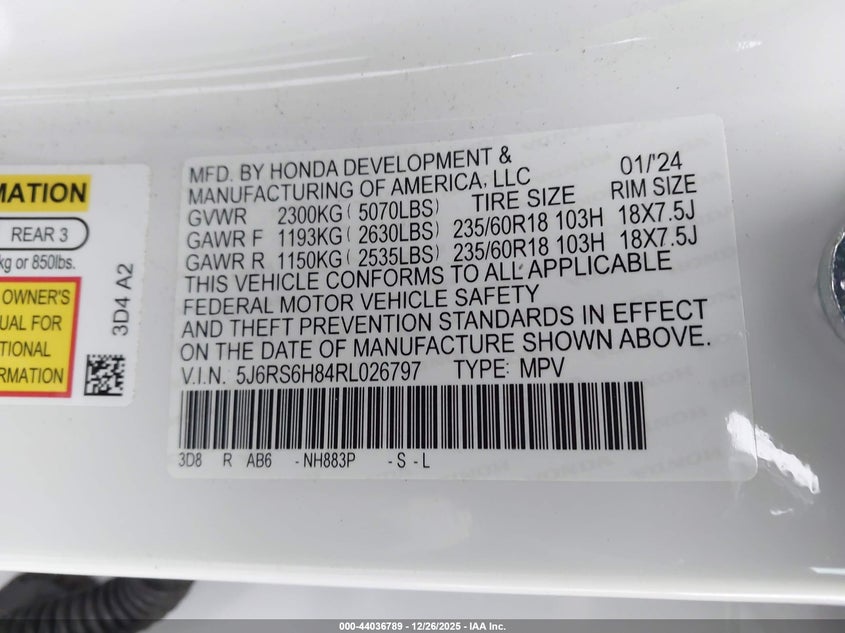 MATION
REAR 3
kg or 850lbs.
OWNER'S
UAL FOR
TIONAL
RMATION
3D4 A2
MFD. BY HONDA DEVELOPMENT & 01/'24
MANUFACTURING OF AMERICA, LLC TIRE SIZE RIM SIZE
GVWR 2300KG ( 5070LBS)
GAWR F 1193KG ( 2630LBS) 235/60R18 103H 18X7.5J
GAWR R 1150KG ( 2535LBS) 235/60R18 103H 18X7.5J
THIS VEHICLE CONFORMS TO ALL APPLICABLE
FEDERAL MOTOR VEHICLE SAFETY
AND THEFT PREVENTION STANDARDS IN EFFECT
ON THE DATE OF MANUFACTURE SHOWN ABOVE.
V.I.N. 5J6RS6H84RL026797 TYPE: MPV
3D8 R AB6 -NH883P -S -L
000-44036789 - 12/26/2025 - IAA Inc.